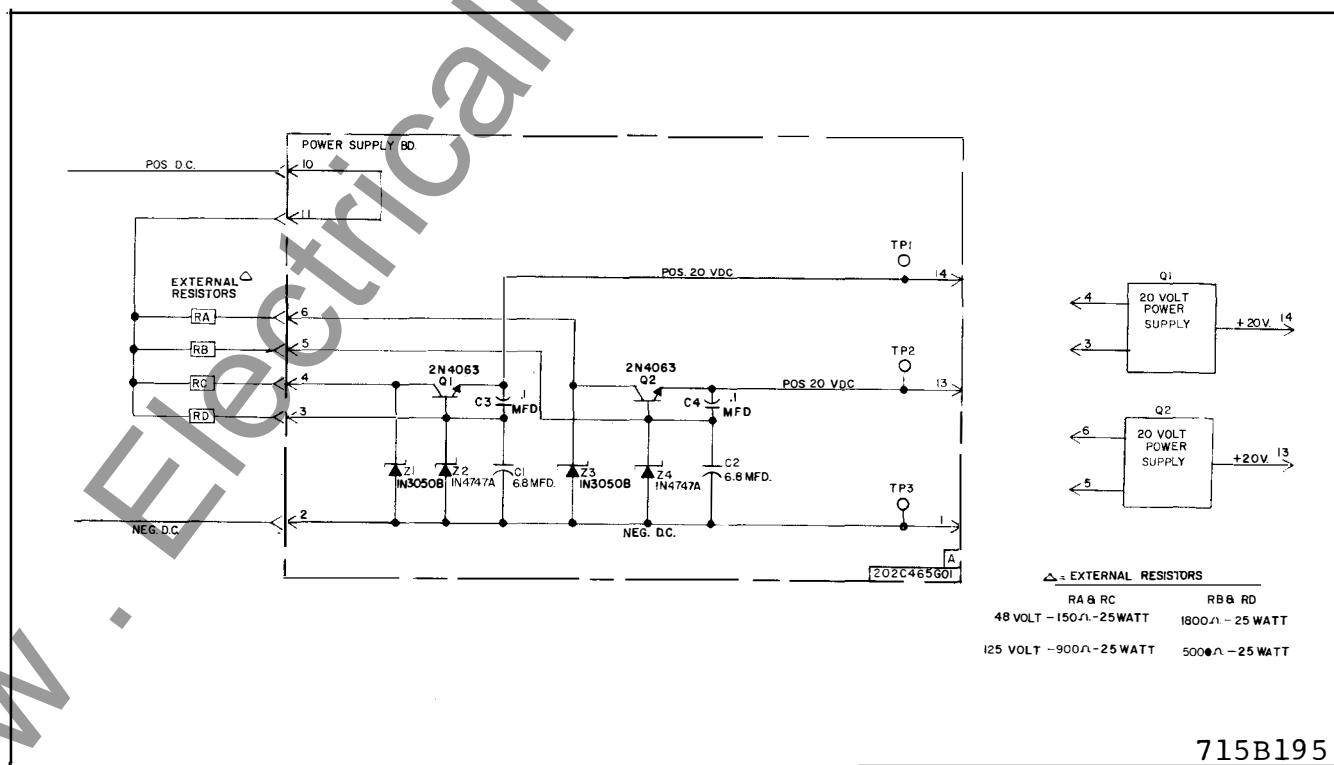 w . Electrical
POWER SUPPLY BD.
POS D.C.
10
11
TP1
POS. 20 VDC
14
EXTERNAL △
RESISTORS
RA
6
RB
5
RC
4
RD
3
2N4063
Q1
C3 .1
MFD
2N4063
Q2
C4 .1
MFD
TP2
POS 20 VDC
13
Z1
1N3050B
Z2
1N4747A
C1
6.8 MFD.
Z3
1N3050B
Z4
1N4747A
C2
6.8 MFD.
TP3
2
NEG. D.C.
NEG. D.C.
1
A
202C465G01
Q1
4
3
20 VOLT
POWER
SUPPLY
+20V. 14
Q2
6
5
20 VOLT
POWER
SUPPLY
+20V. 13
△ = EXTERNAL RESISTORS
RA & RC RB & RD
48 VOLT - 150Ω - 25 WATT 1800Ω - 25 WATT
125 VOLT - 900Ω - 25 WATT 5000Ω - 25 WATT
715B195